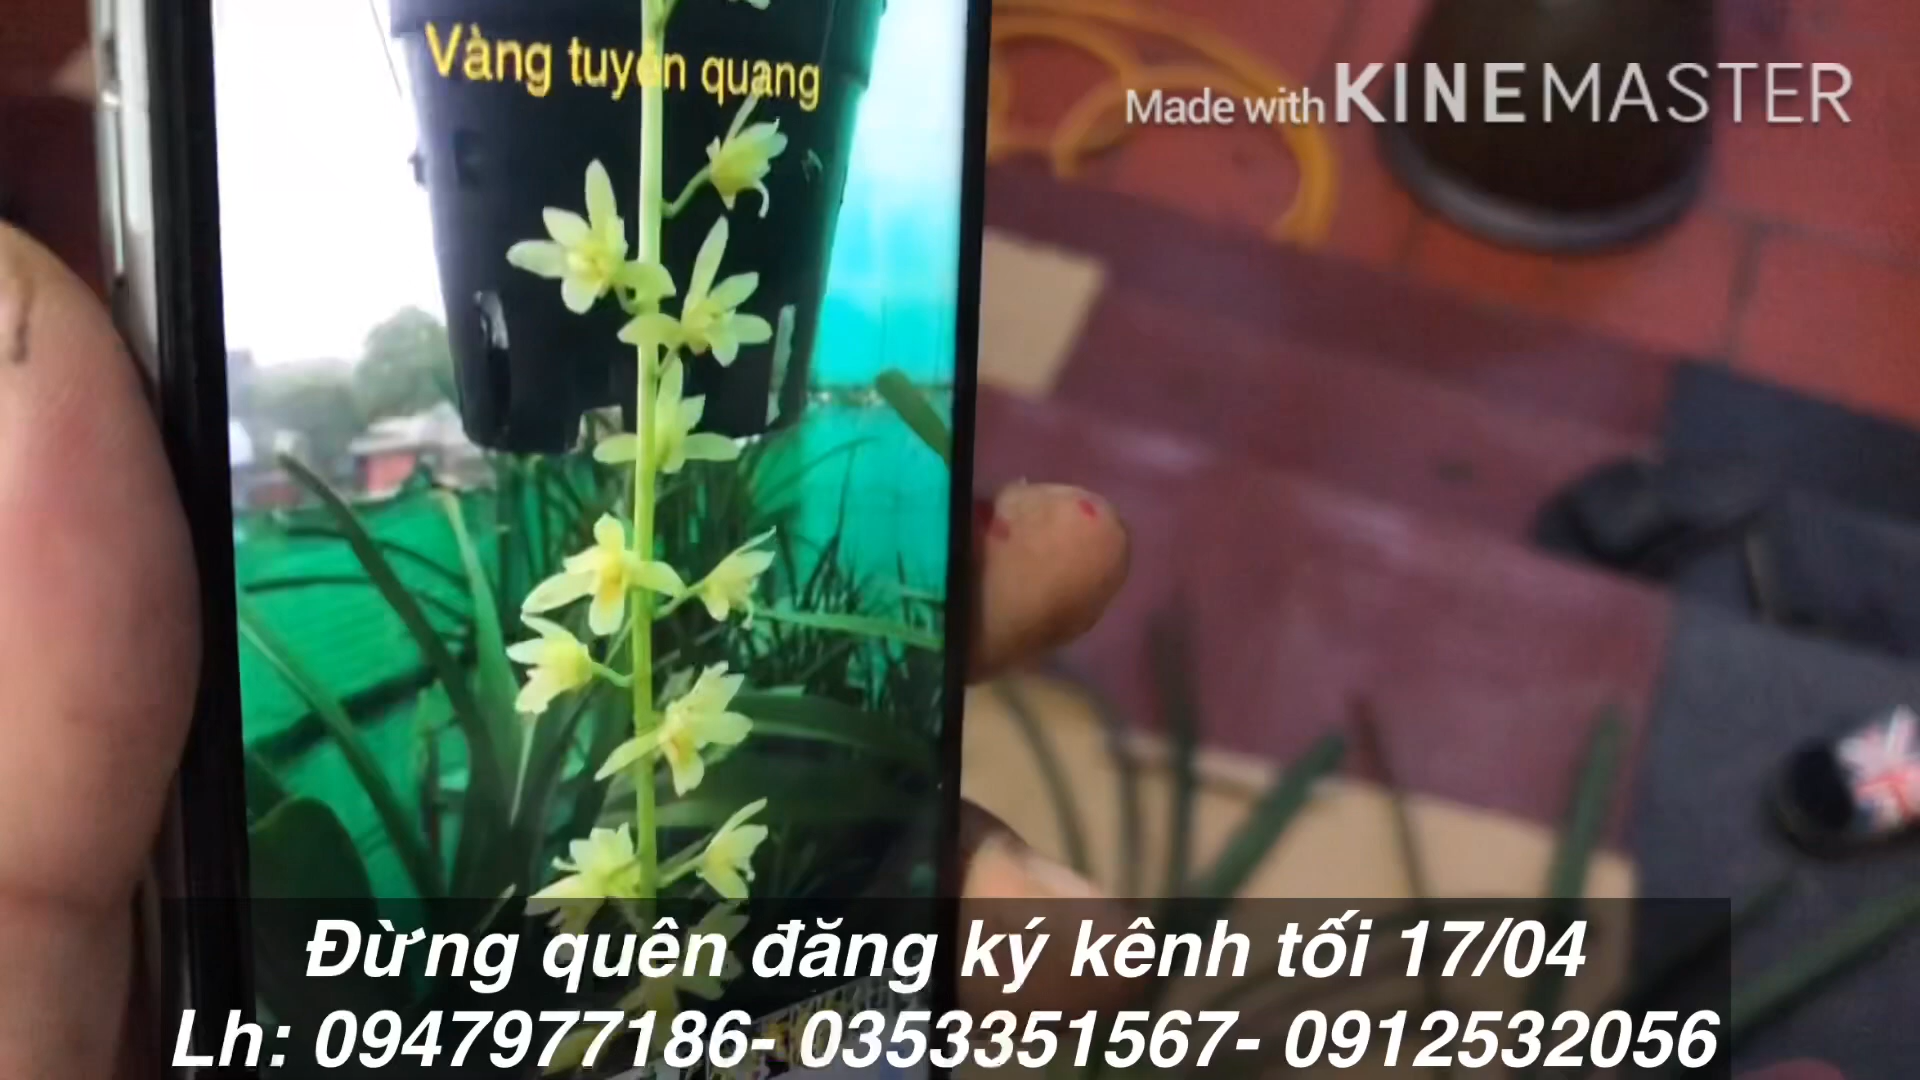 Vàng tuyên quang
Made with KINEMASTER
Đừng quên đăng ký kênh tối 17/04
Lh: 0947977186- 0353351567- 0912532056